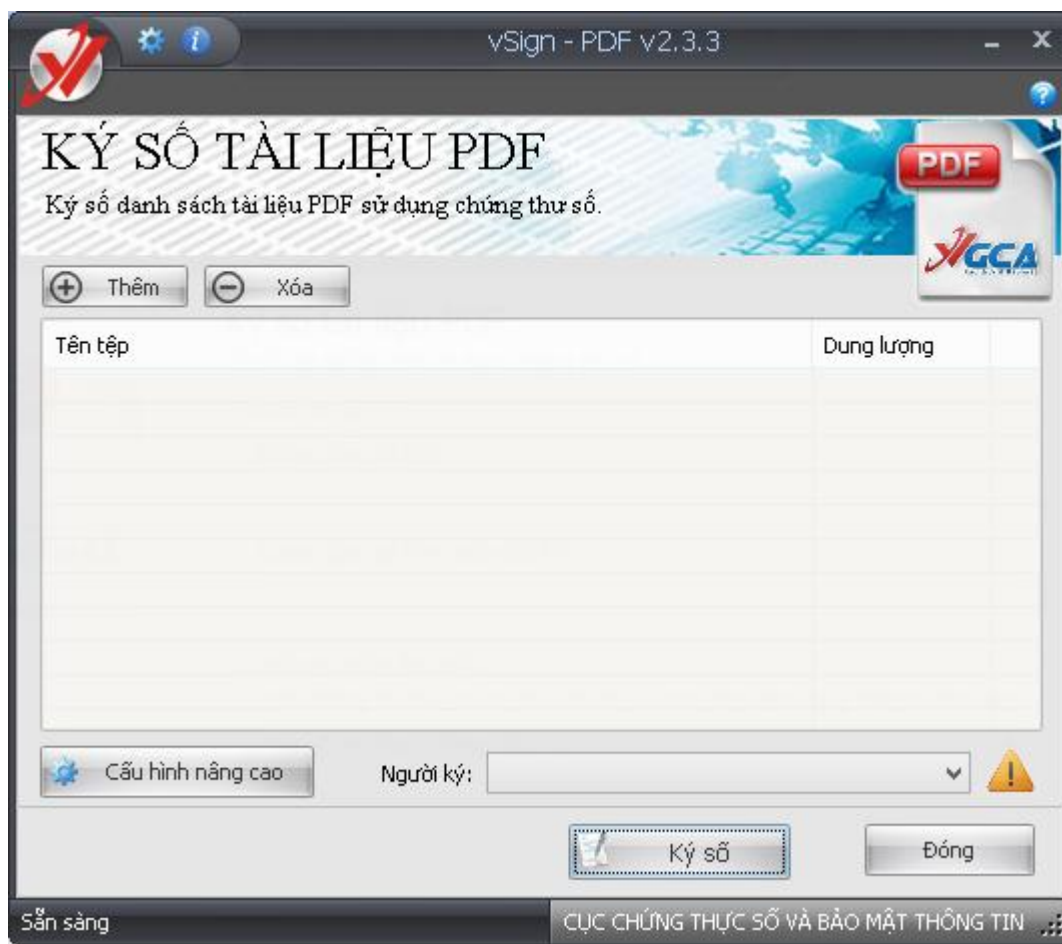 vSign - PDF v2.3.3
KÝ SỐ TÀI LIỆU PDF
Ký số danh sách tài liệu PDF sử dụng chứng thư số.
PDF
VGCA
Thêm
Xóa
Tên tệp
Dung lượng
Cấu hình nâng cao
Người ký:
Ký số
Đóng
Sẵn sàng
CỤC CHỨNG THỰC SỐ VÀ BẢO MẬT THÔNG TIN